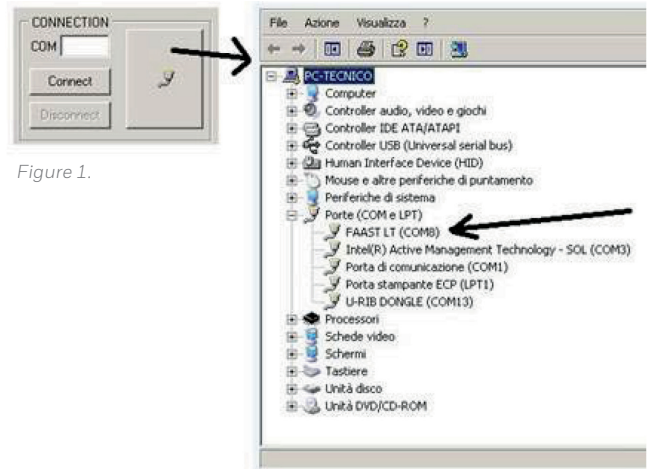 CONNECTION
COM
Connect
Disconnect
Figure 1.
File Azione Visualizza ?
PC-TECNICO
Computer
Controller audio, video e giochi
Controller IDE ATA/ATAPI
Controller USB (Universal serial bus)
Human Interface Device (HID)
Mouse e altre periferiche di puntamento
Periferiche di sistema
Porte (COM e LPT)
FAAST LT (COM8)
Intel(R) Active Management Technology - SOL (COM3)
Porta di comunicazione (COM1)
Porta stampante ECP (LPT1)
U-RIB DONGLE (COM13)
Processori
Schede video
Schermi
Tastiere
Unità disco
Unità DVD/CD-ROM